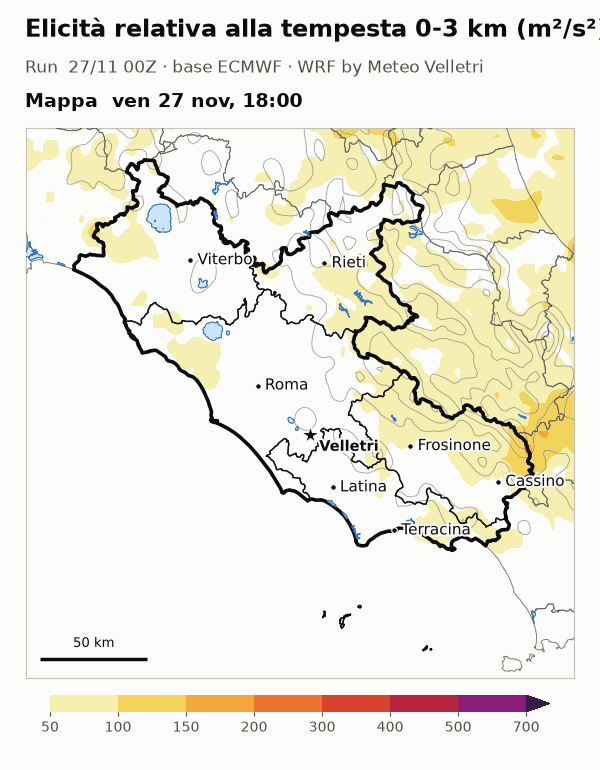 Elicità relativa alla tempesta 0-3 km (m²/s²)
Run 27/11 00Z · base ECMWF · WRF by Meteo Velletri
Mappa ven 27 nov, 18:00
Viterbo
Rieti
Roma
Velletri
Frosinone
Cassino
Latina
Terracina
50 km
50 100 150 200 300 400 500 700